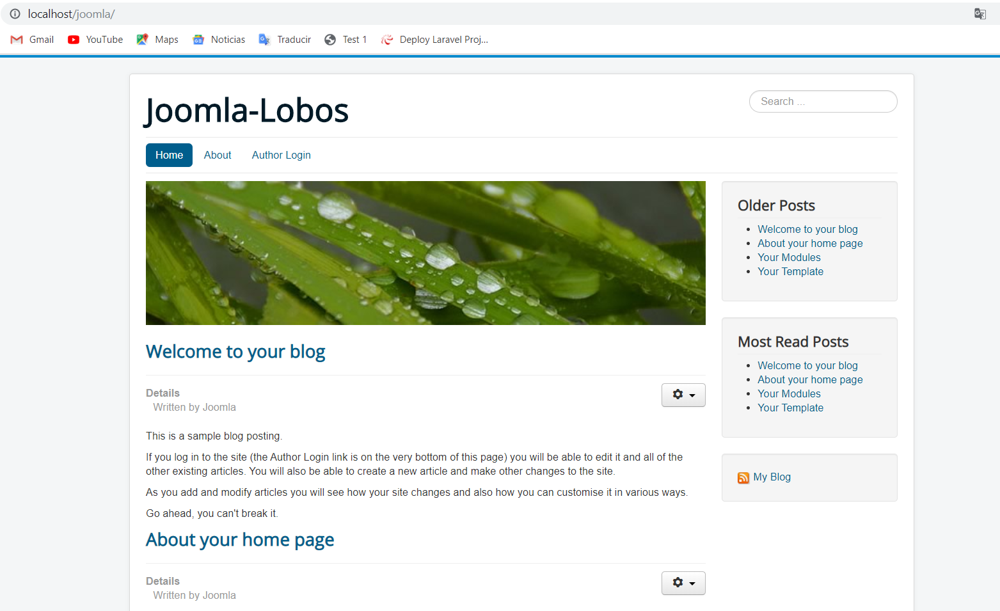 localhost/joomla/
Gmail YouTube Maps Noticias Traducir Test 1 Deploy Laravel Proj...
Joomla-Lobos
Search ...
Home About Author Login
Welcome to your blog
Details
Written by Joomla
This is a sample blog posting.
If you log in to the site (the Author Login link is on the very bottom of this page) you will be able to edit it and all of the
other existing articles. You will also be able to create a new article and make other changes to the site.
As you add and modify articles you will see how your site changes and also how you can customise it in various ways.
Go ahead, you can't break it.
About your home page
Details
Written by Joomla
Older Posts
Welcome to your blog
About your home page
Your Modules
Your Template
Most Read Posts
Welcome to your blog
About your home page
Your Modules
Your Template
My Blog